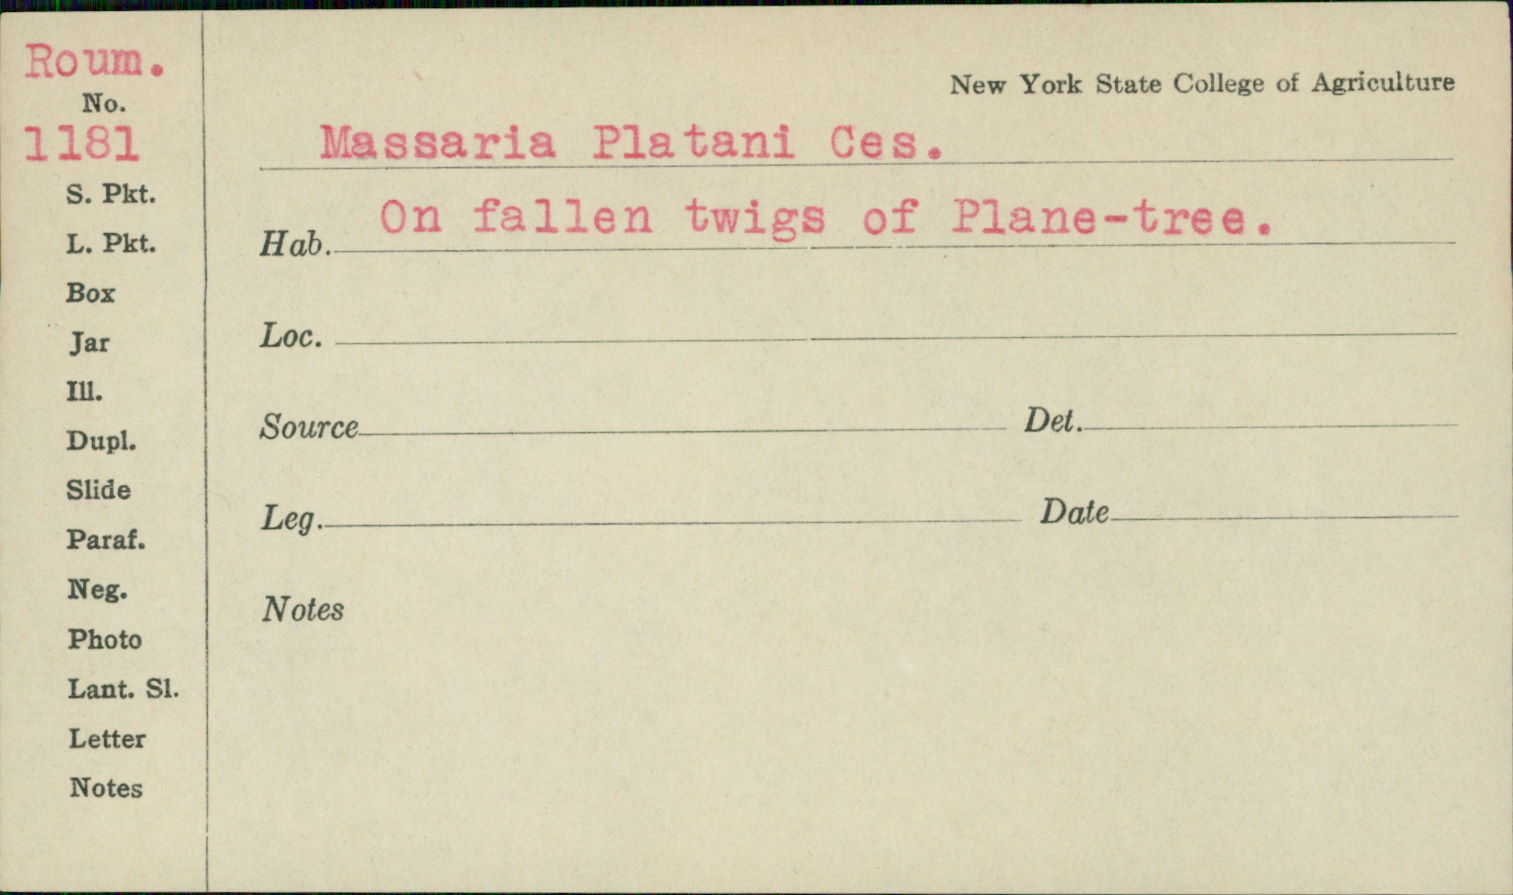 Roum.
No.
1181
S. Pkt.
L. Pkt.
Box
Jar
Ill.
Dupl.
Slide
Paraf.
Neg.
Photo
Lant. Sl.
Letter
Notes
New York State College of Agriculture
Massaria Platani Ces.
Hab. On fallen twigs of Plane-tree.
Loc.
Source Det.
Leg. Date
Notes